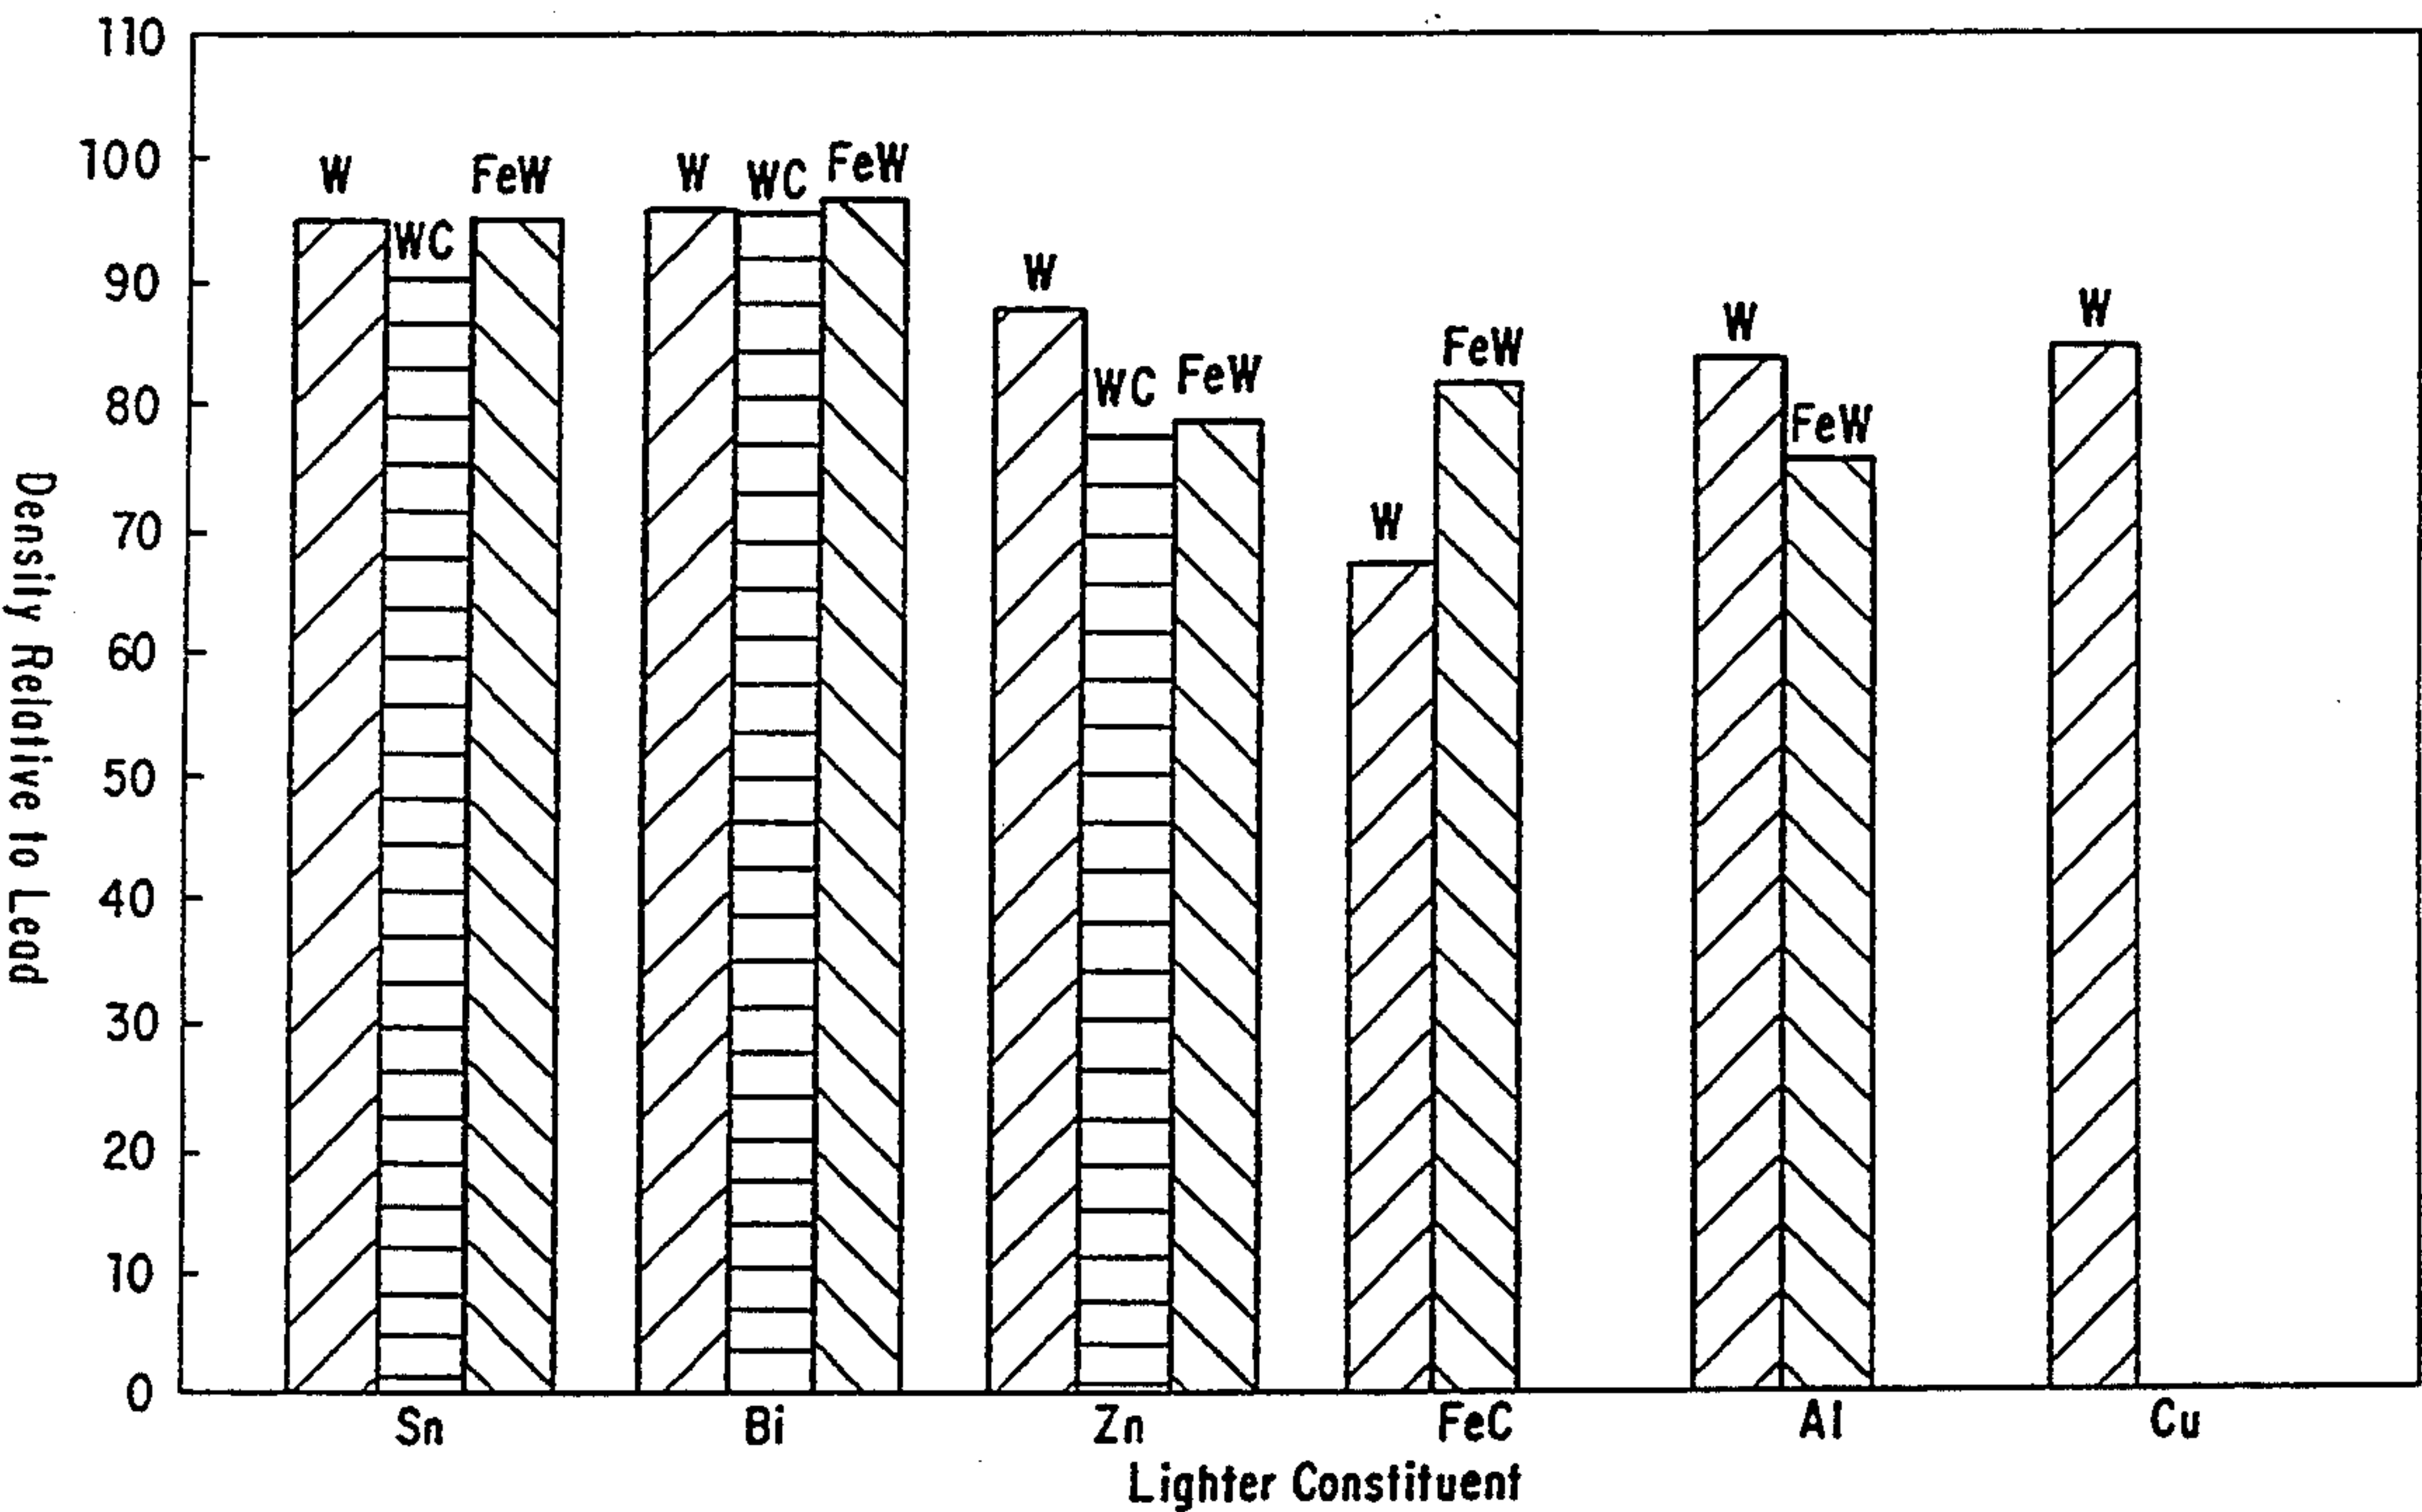 110
100
90
80
70
60
50
40
30
20
10
0
Density Relative to Lead
W WC FeW
W WC FeW
W WC FeW
W FeW
W FeW
W
Sn Bi Zn FeC Al Cu
Lighter Constituent